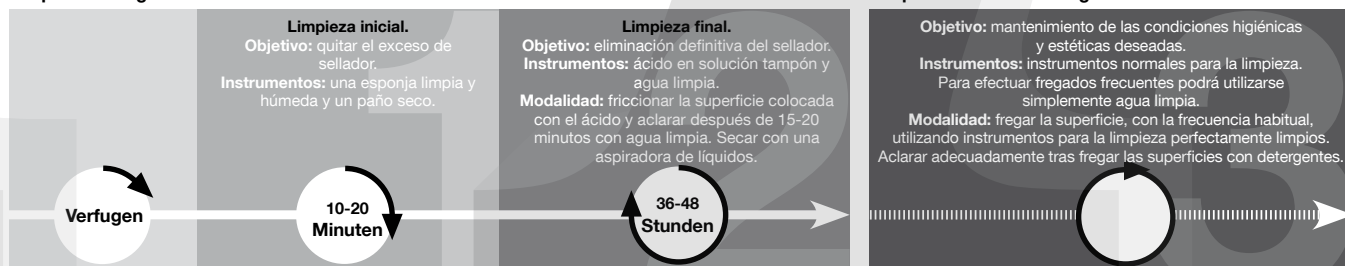 Limpieza inicial.
Objetivo: quitar el exceso de
sellador.
Instrumentos: una esponja limpia y
húmeda y un paño seco.
Limpieza final.
Objetivo: eliminación definitiva del sellador.
Instrumentos: ácido en solución tampón y
agua limpia.
Modalidad: friccionar la superficie colocada
con el ácido y aclarar después de 15-20
minutos con agua limpia. Secar con una
aspiradora de líquidos.
Objetivo: mantenimiento de las condiciones higiénicas
y estéticas deseadas.
Instrumentos: instrumentos normales para la limpieza.
Para efectuar fregados frecuentes podrá utilizarse
simplemente agua limpia.
Modalidad: fregar la superficie, con la frecuencia habitual,
utilizando instrumentos para la limpieza perfectamente limpios.
Aclarar adecuadamente tras fregar las superficies con detergentes.
Verfugen
10-20
Minuten
36-48
Stunden
1
2
3